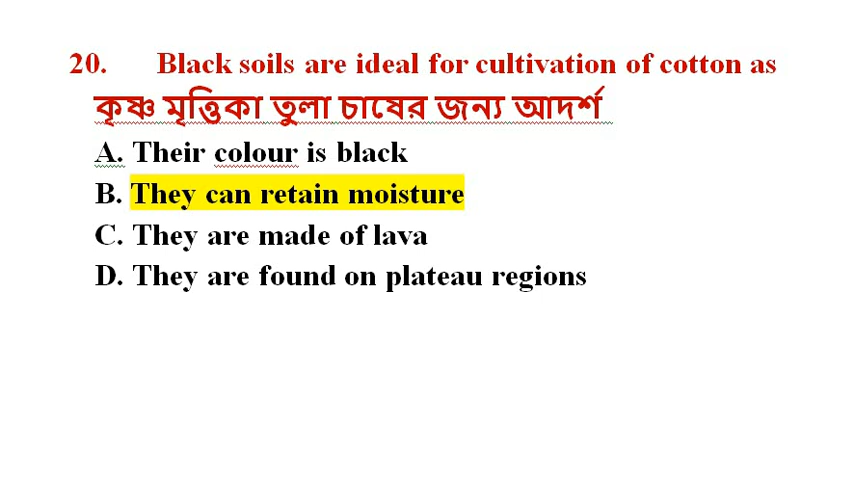 20. Black soils are ideal for cultivation of cotton as
কৃষ্ণ মৃত্তিকা তুলা চাষের জন্য আদর্শ
A. Their colour is black
B. They can retain moisture
C. They are made of lava
D. They are found on plateau regions